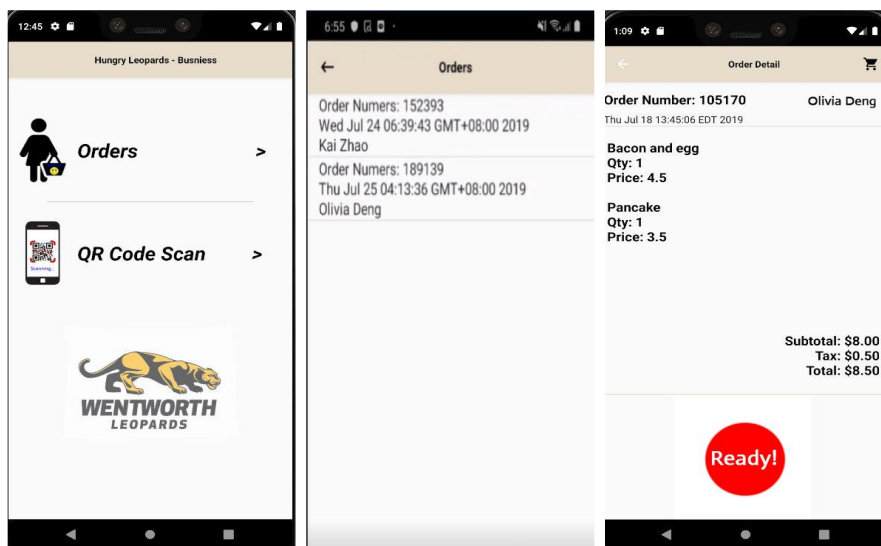 12:45
Hungry Leopards - Busniess
Orders >
Scanning...
QR Code Scan >
WENTWORTH
LEOPARDS
6:55
Orders
Order Numers: 152393
Wed Jul 24 06:39:43 GMT+08:00 2019
Kai Zhao
Order Numers: 189139
Thu Jul 25 04:13:36 GMT+08:00 2019
Olivia Deng
1:09
Order Detail
Order Number: 105170 Olivia Deng
Thu Jul 18 13:45:06 EDT 2019
Bacon and egg
Qty: 1
Price: 4.5
Pancake
Qty: 1
Price: 3.5
Subtotal: $8.00
Tax: $0.50
Total: $8.50
Ready!